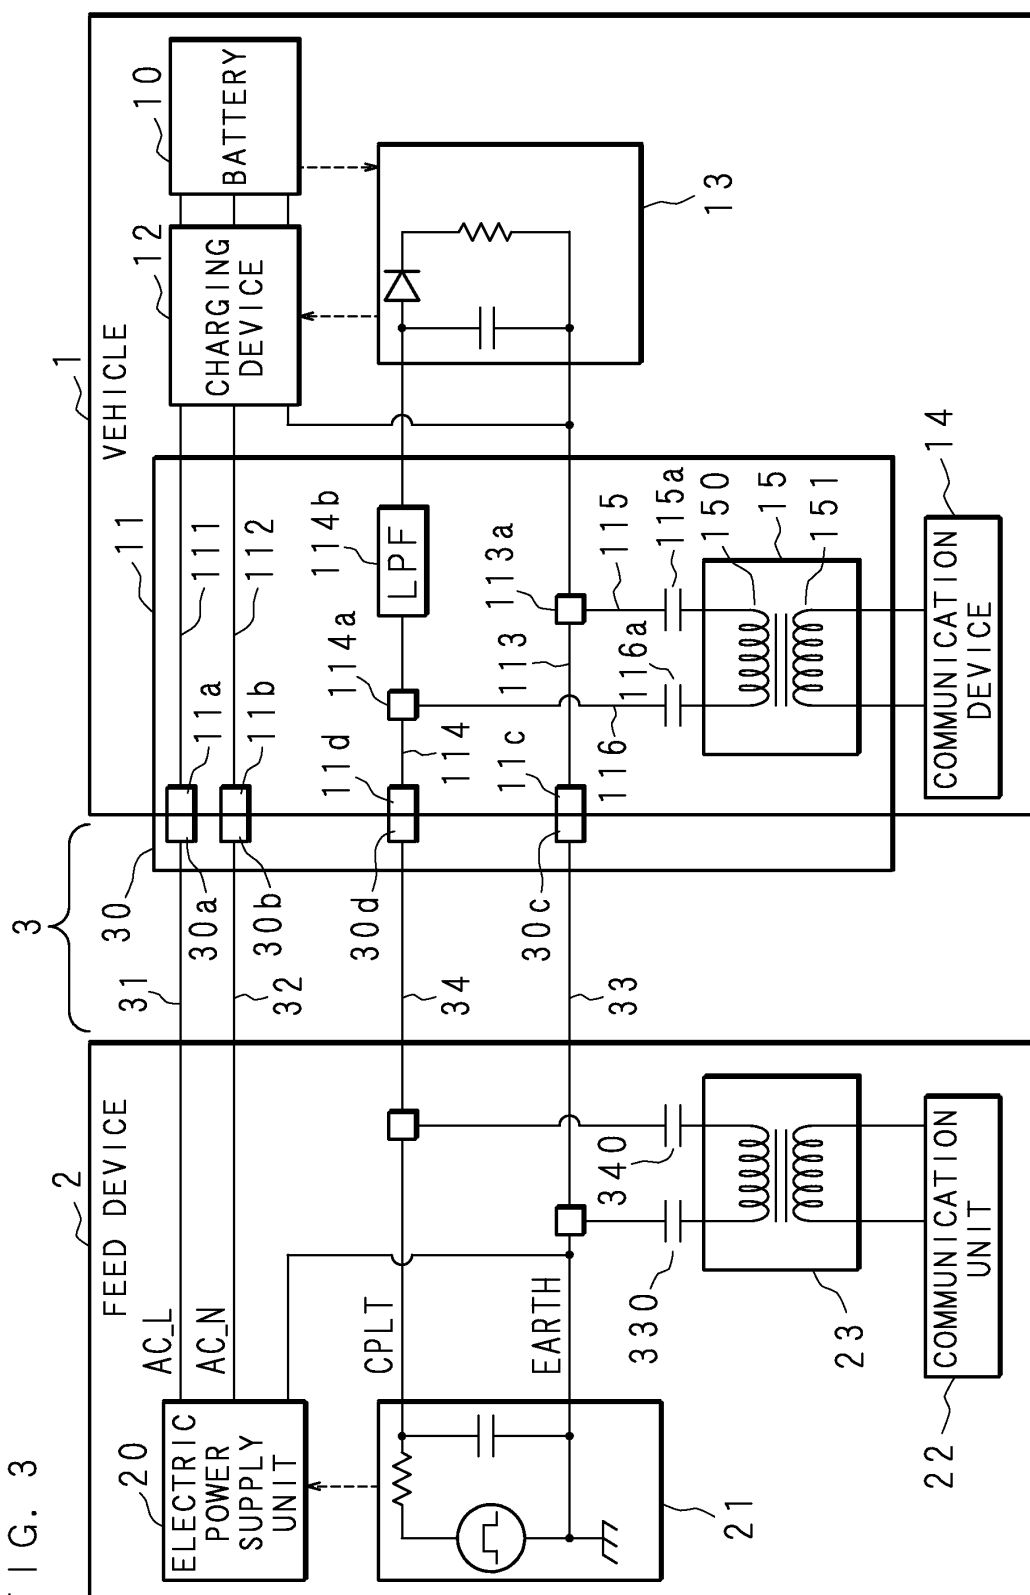 FIG. 3
3
1
VEHICLE
2
FEED DEVICE
20
ELECTRIC
POWER
SUPPLY
UNIT
AC_L
AC_N
CPLT
EARTH
21
22
COMMUNICATION
UNIT
23
330
340
31
32
34
33
30
30a
30b
30d
30c
11
11a
11b
11d
11c
111
112
114
114a
114b
LPF
113
113a
116
116a
115
115a
150
15
151
14
COMMUNICATION
DEVICE
12
CHARGING
DEVICE
10
BATTERY
13